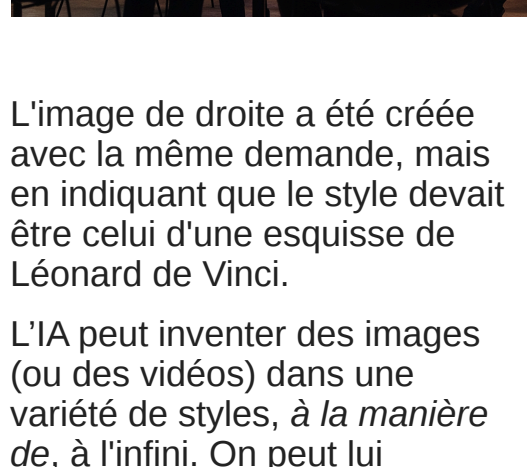 L'image de droite a été créée
avec la même demande, mais
en indiquant que le style devait
être celui d'une esquisse de
Léonard de Vinci.
L’IA peut inventer des images
(ou des vidéos) dans une
variété de styles, à la manière
de, à l'infini. On peut lui